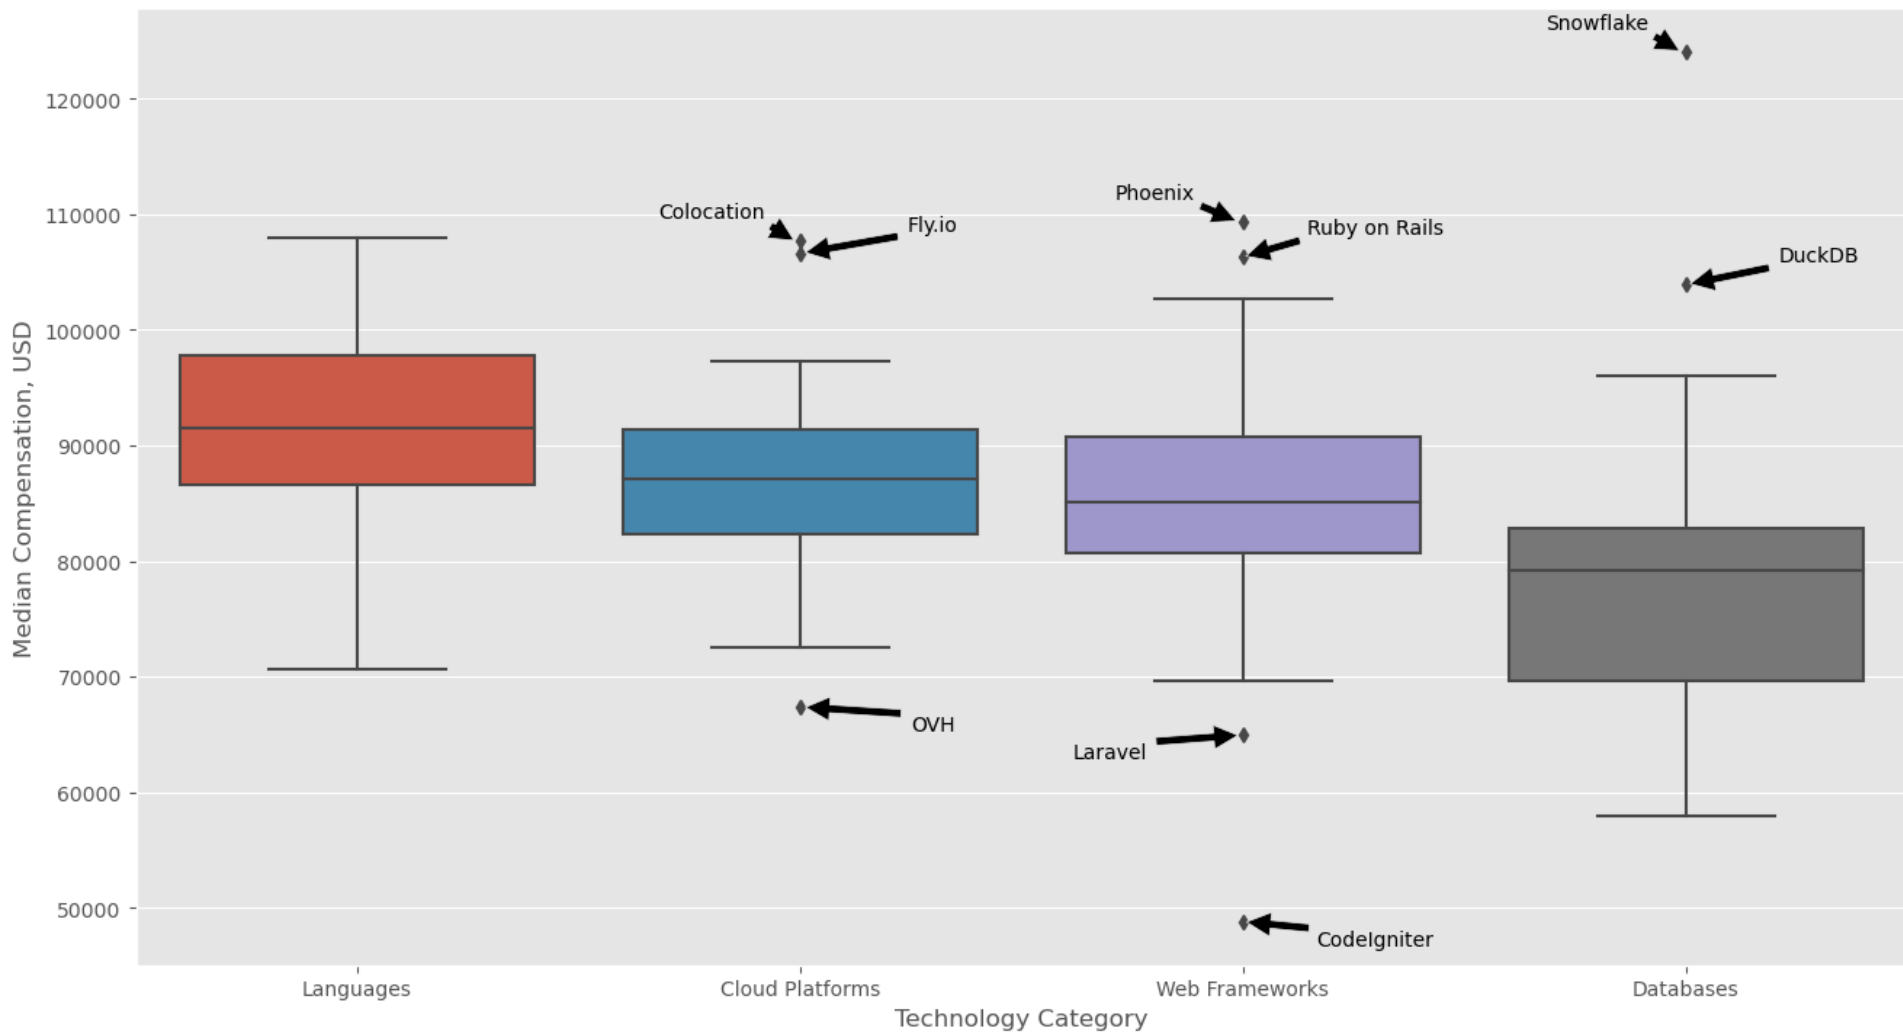 Snowflake
120000
Phoenix
110000
Colocation
Fly.io
Ruby on Rails
DuckDB
100000
90000
80000
70000
OVH
Laravel
60000
50000
CodeIgniter
Median Compensation, USD
Languages
Cloud Platforms
Web Frameworks
Databases
Technology Category